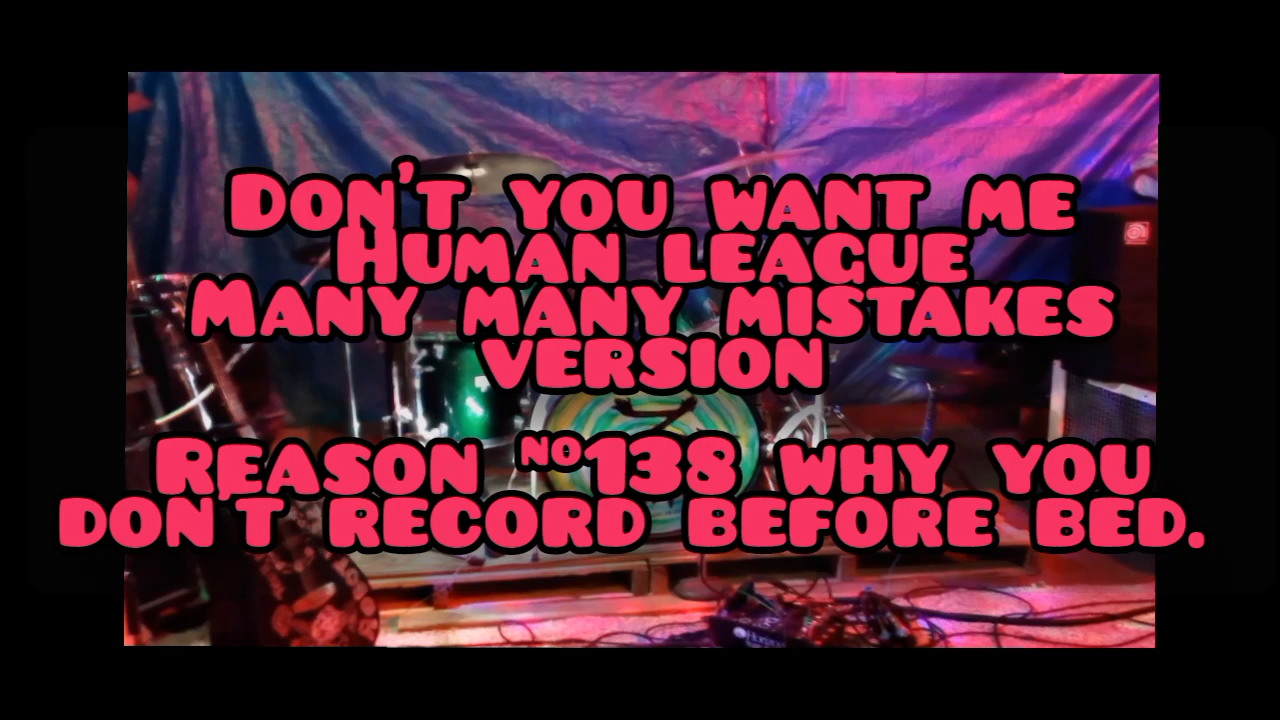 Don't you want me
Human league
Many many mistakes
version
Reason №138 why you
don't record before bed.